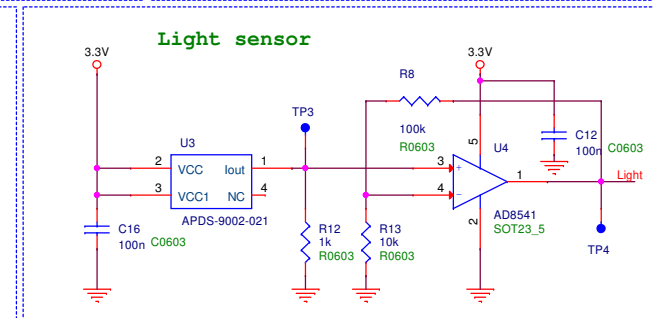 Light sensor
3.3V
3.3V
R8
100k
R0603
TP3
U3
2 VCC Iout 1
3 VCC1 NC 4
APDS-9002-021
C16
100n C0603
R12
1k
R0603
R13
10k
R0603
3 +
4 −
5
2
1
U4
AD8541
SOT23_5
C12
100n C0603
Light
TP4